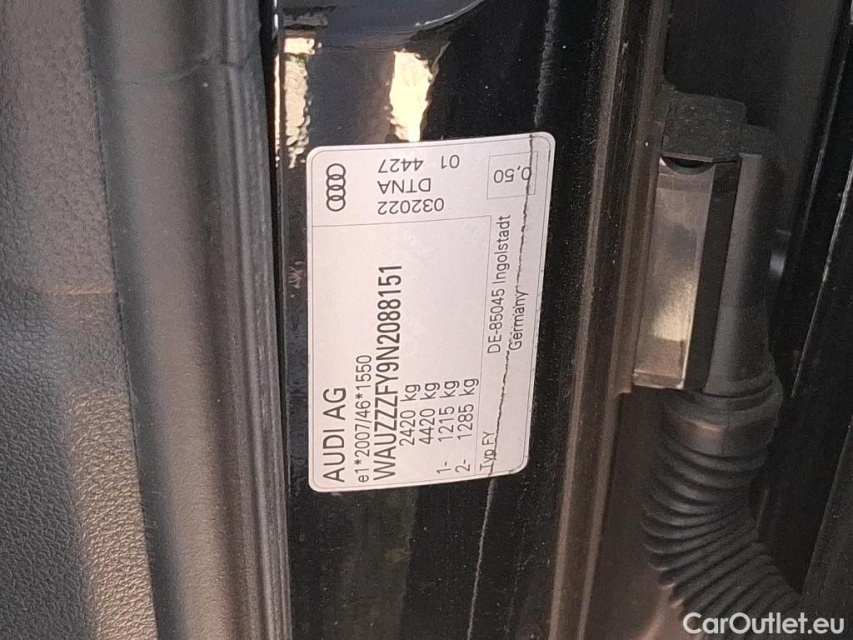 AUDI AG
e1*2007/46*1550
WAUZZZFY9N2088151
2420 kg
4420 kg
1- 1215 kg
2- 1285 kg
Typ FY
DE-85045 Ingolstadt
Germany
032022
DTNA
01 4427
0,50
CarOutlet.eu